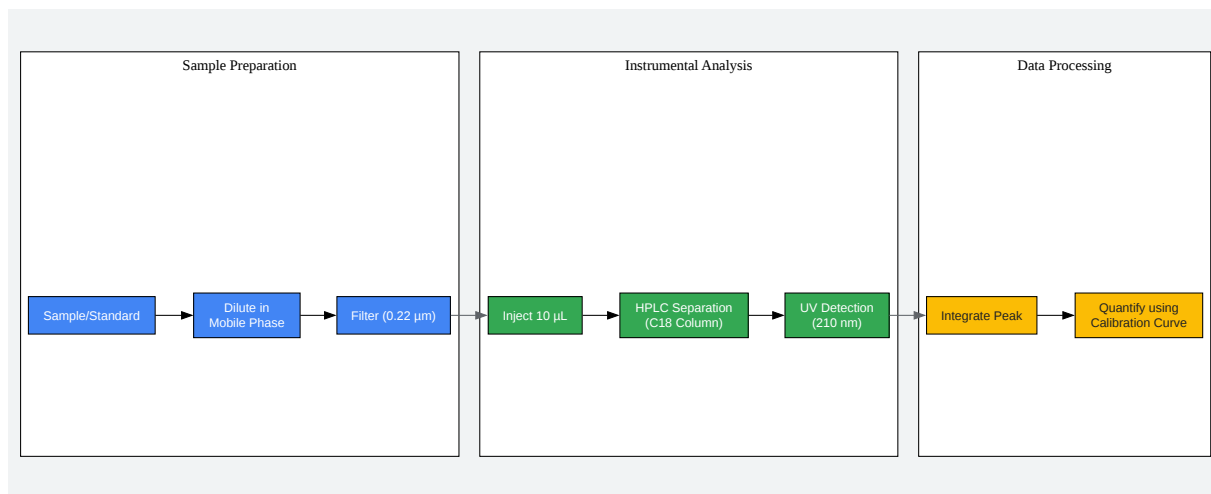 Sample Preparation
Sample/Standard
Dilute in
Mobile Phase
Filter (0.22 µm)
Instrumental Analysis
Inject 10 µL
HPLC Separation
(C18 Column)
UV Detection
(210 nm)
Data Processing
Integrate Peak
Quantify using
Calibration Curve